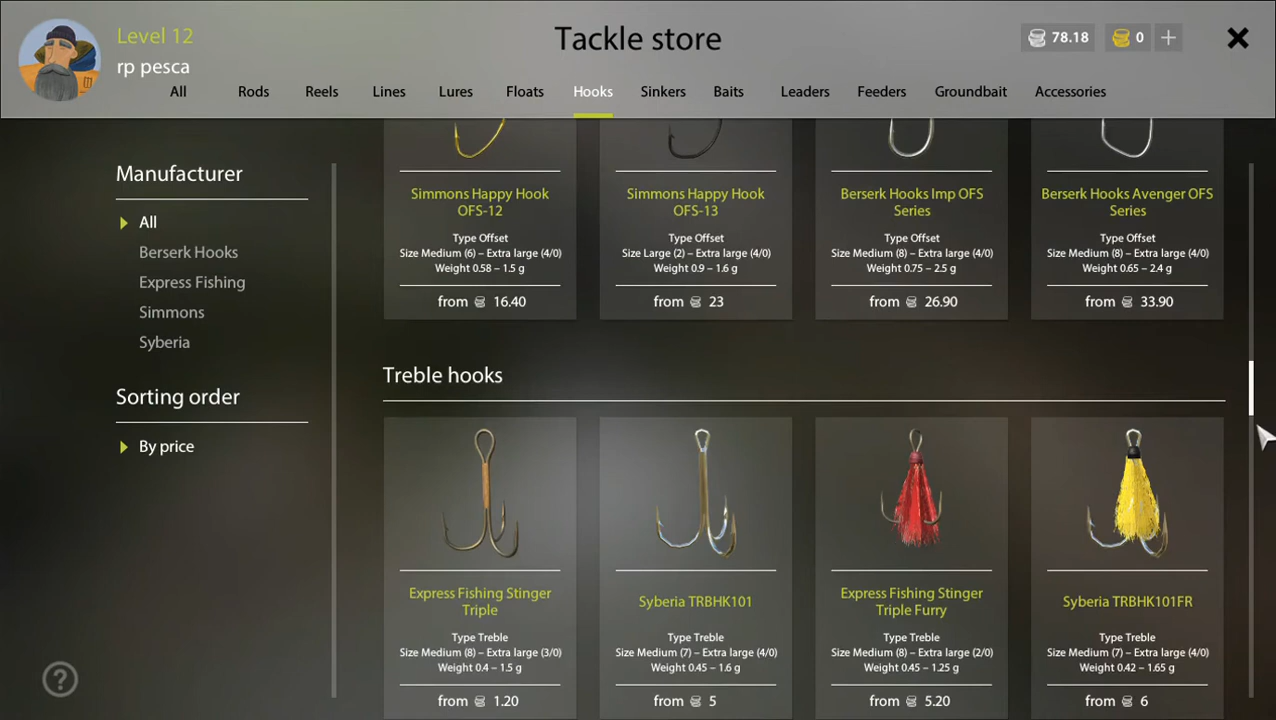 Level 12
rp pesca
Tackle store
78.18
0
All
Rods
Reels
Lines
Lures
Floats
Hooks
Sinkers
Baits
Leaders
Feeders
Groundbait
Accessories
Manufacturer
All
Berserk Hooks
Express Fishing
Simmons
Syberia
Sorting order
By price
Simmons Happy Hook
OFS-12
Type Offset
Size Medium (6) – Extra large (4/0)
Weight 0.58 – 1.5 g
from 16.40
Simmons Happy Hook
OFS-13
Type Offset
Size Large (2) – Extra large (4/0)
Weight 0.9 – 1.6 g
from 23
Berserk Hooks Imp OFS
Series
Type Offset
Size Medium (8) – Extra large (4/0)
Weight 0.75 – 2.5 g
from 26.90
Berserk Hooks Avenger OFS
Series
Type Offset
Size Medium (8) – Extra large (4/0)
Weight 0.65 – 2.4 g
from 33.90
Treble hooks
Express Fishing Stinger
Triple
Type Treble
Size Medium (8) – Extra large (3/0)
Weight 0.4 – 1.5 g
from 1.20
Syberia TRBHK101
Type Treble
Size Medium (7) – Extra large (4/0)
Weight 0.45 – 1.6 g
from 5
Express Fishing Stinger
Triple Furry
Type Treble
Size Medium (8) – Extra large (2/0)
Weight 0.45 – 1.25 g
from 5.20
Syberia TRBHK101FR
Type Treble
Size Medium (7) – Extra large (4/0)
Weight 0.42 – 1.65 g
from 6
?